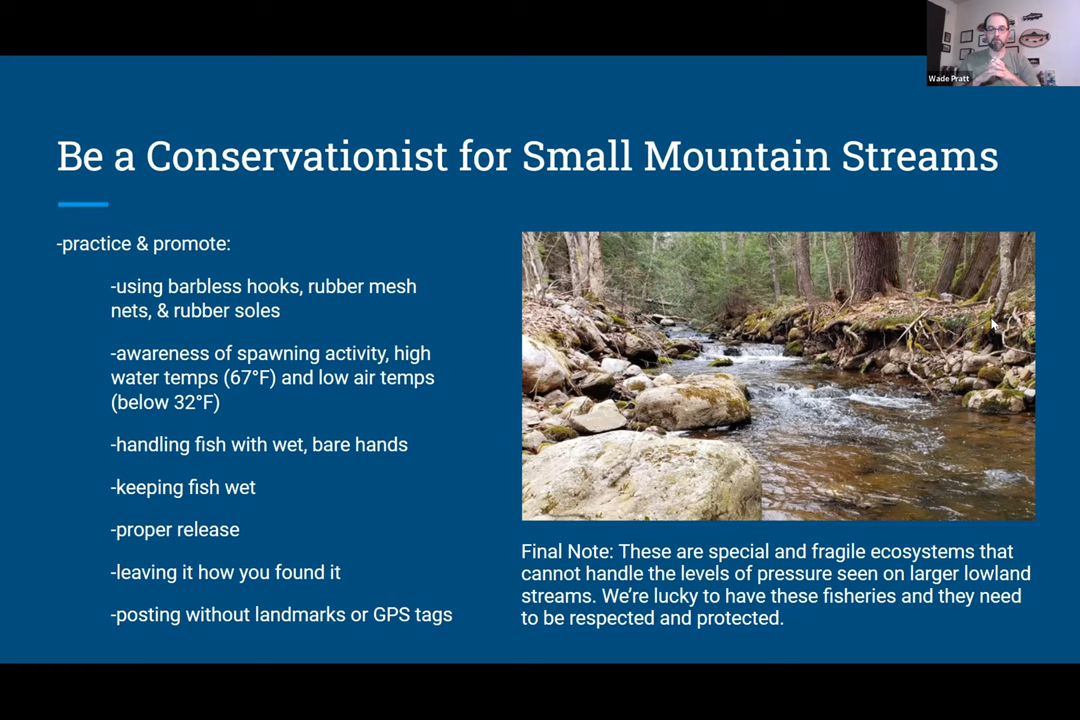 Wade Pratt
Be a Conservationist for Small Mountain Streams
-practice & promote:
-using barbless hooks, rubber mesh
nets, & rubber soles
-awareness of spawning activity, high
water temps (67°F) and low air temps
(below 32°F)
-handling fish with wet, bare hands
-keeping fish wet
-proper release
-leaving it how you found it
-posting without landmarks or GPS tags
Final Note: These are special and fragile ecosystems that
cannot handle the levels of pressure seen on larger lowland
streams. We’re lucky to have these fisheries and they need
to be respected and protected.